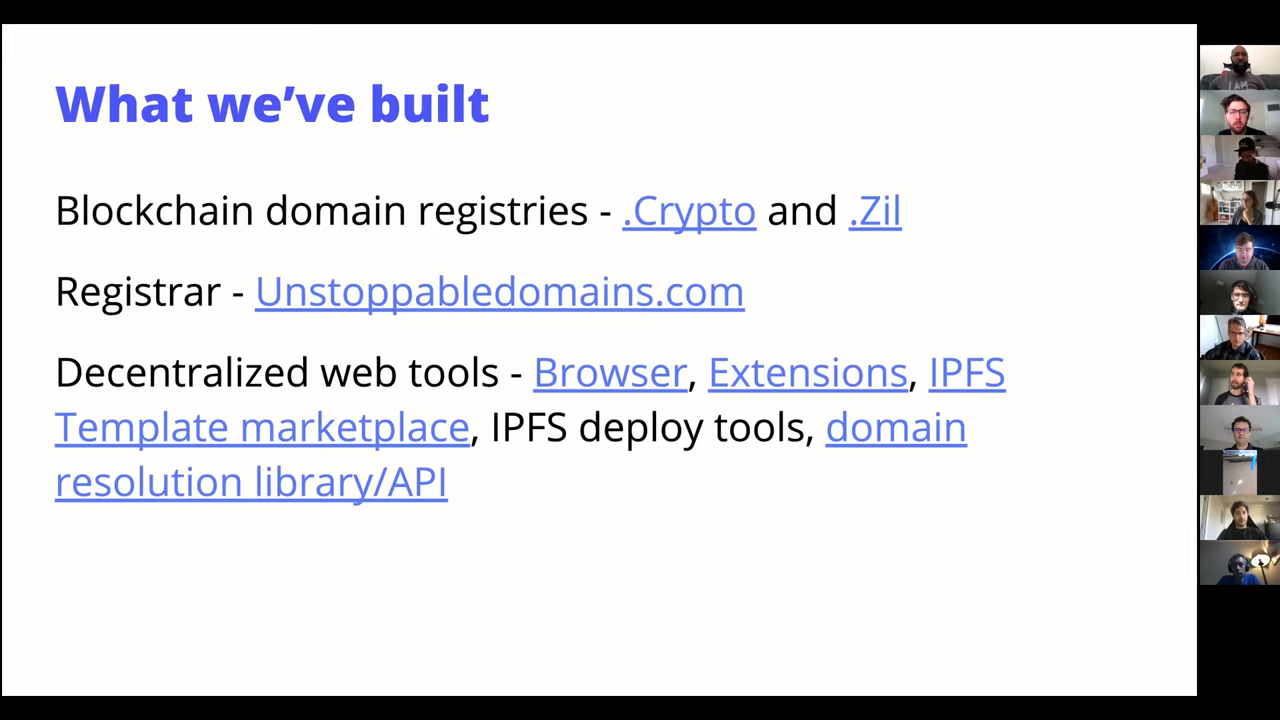 What we’ve built
Blockchain domain registries - .Crypto and .Zil
Registrar - Unstoppabledomains.com
Decentralized web tools - Browser, Extensions, IPFS
Template marketplace, IPFS deploy tools, domain
resolution library/API